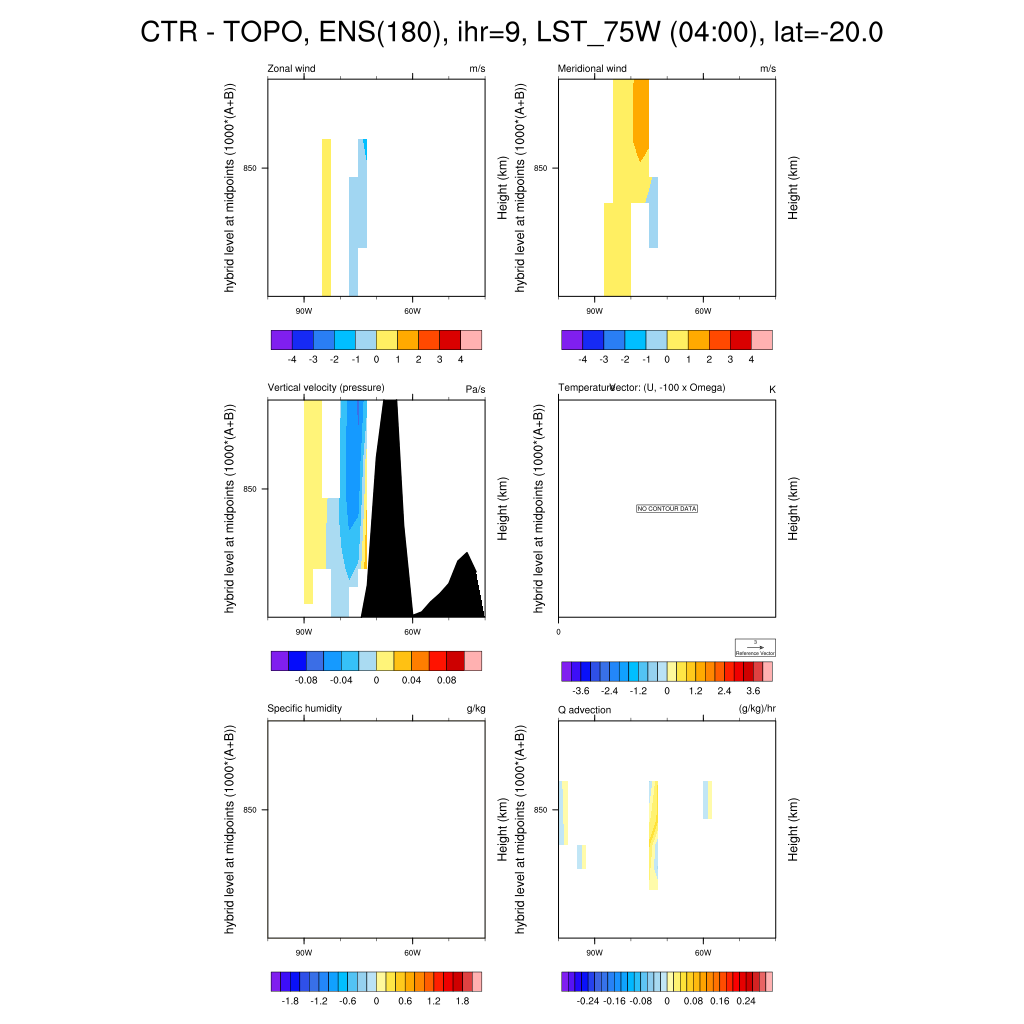 CTR - TOPO, ENS(180), ihr=9, LST_75W (04:00), lat=-20.0
Zonal wind m/s
hybrid level at midpoints (1000*(A+B))
850
Height (km)
90W 60W
-4 -3 -2 -1 0 1 2 3 4
Meridional wind m/s
hybrid level at midpoints (1000*(A+B))
850
Height (km)
90W 60W
-4 -3 -2 -1 0 1 2 3 4
Vertical velocity (pressure) Pa/s
hybrid level at midpoints (1000*(A+B))
850
Height (km)
90W 60W
-0.08 -0.04 0 0.04 0.08
Temperature Vector: (U, -100 x Omega) K
hybrid level at midpoints (1000*(A+B))
NO CONTOUR DATA
Height (km)
0
3
Reference Vector
-3.6 -2.4 -1.2 0 1.2 2.4 3.6
Specific humidity g/kg
hybrid level at midpoints (1000*(A+B))
850
Height (km)
90W 60W
-1.8 -1.2 -0.6 0 0.6 1.2 1.8
Q advection (g/kg)/hr
hybrid level at midpoints (1000*(A+B))
850
Height (km)
90W 60W
-0.24 -0.16 -0.08 0 0.08 0.16 0.24